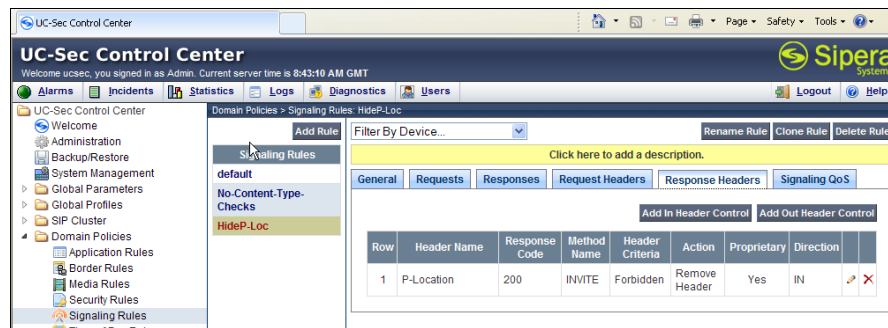 UC-Sec Control Center
Page Safety Tools
UC-Sec Control Center
Welcome ucsec, you signed in as Admin. Current server time is 8:43:10 AM GMT
Sipera
System
Alarms Incidents Statistics Logs Diagnostics Users Logout Help
UC-Sec Control Center
Welcome
Administration
Backup/Restore
System Management
Global Parameters
Global Profiles
SIP Cluster
Domain Policies
Application Rules
Border Rules
Media Rules
Security Rules
Signaling Rules
Domain Policies > Signaling Rules: HideP-Loc
Add Rule
Signaling Rules
default
No-Content-Type-
Checks
HideP-Loc
Filter By Device... Rename Rule Clone Rule Delete Rule
Click here to add a description.
General Requests Responses Request Headers Response Headers Signaling QoS
Add In Header Control Add Out Header Control
Row Header Name Response Code Method Name Header Criteria Action Proprietary Direction
1 P-Location 200 INVITE Forbidden Remove Header Yes IN